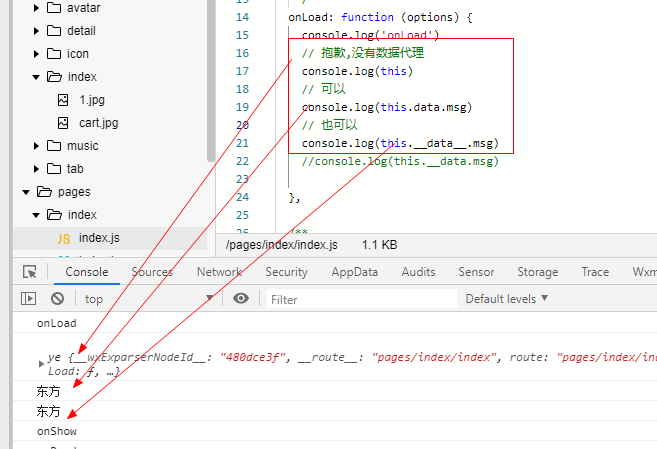 avatar
detail
icon
index
1.jpg
cart.jpg
music
tab
pages
index
index.js
14
onLoad: function (options) {
15 console.log('onLoad')
16 // 抱歉,没有数据代理
17 console.log(this)
18 // 可以
19 console.log(this.data.msg)
20 // 也可以
21 console.log(this.__data__.msg)
22 //console.log(this.__data.msg)
23
24 },
25
26 /**
/pages/index/index.js 1.1 KB
Console Sources Network Security AppData Audits Sensor Storage Trace Wxm
top Filter Default levels ▼
onLoad
ye {__wxExparserNodeId__: "480dce3f", __route__: "pages/index/index", route: "pages/index/in
Load: ƒ, …}
东方
东方
onShow